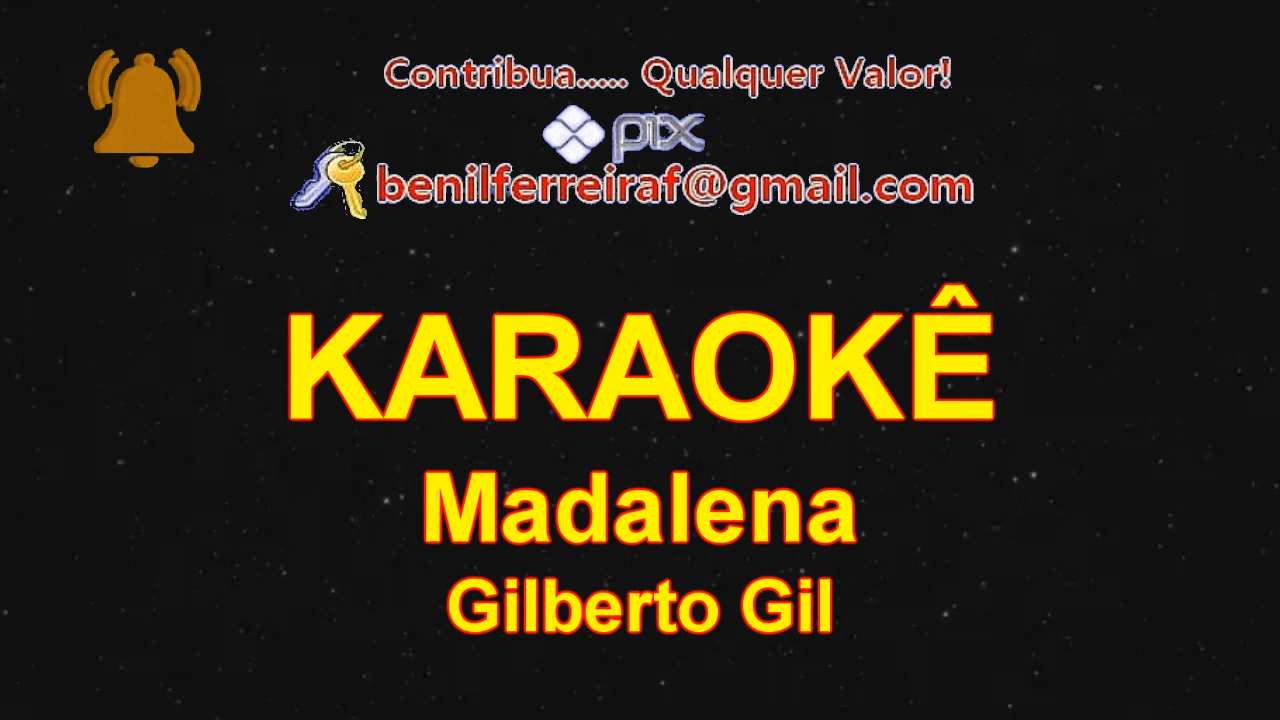 Contribua..... Qualquer Valor!
pix
benilferreiraf@gmail.com
KARAOKÊ
Madalena
Gilberto Gil